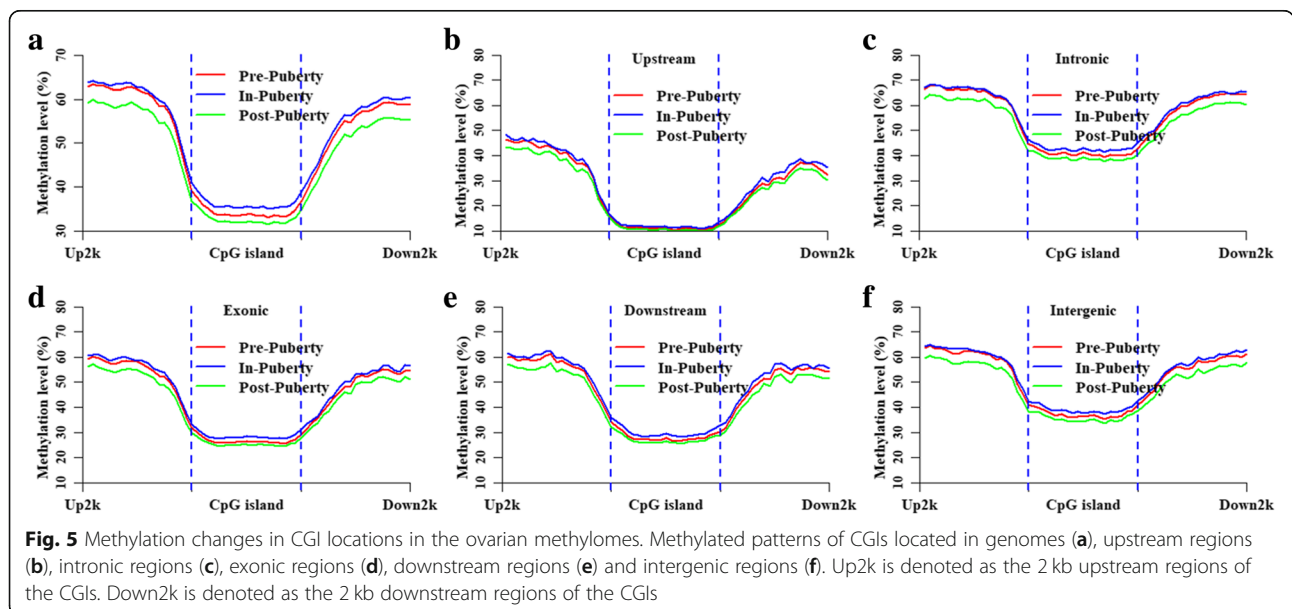 a
Methylation level (%)
70
60
50
40
30
Pre-Puberty
In-Puberty
Post-Puberty
Up2k CpG island Down2k
b
Upstream
Methylation level (%)
80
70
60
50
40
30
20
10
Pre-Puberty
In-Puberty
Post-Puberty
Up2k CpG island Down2k
c
Intronic
Methylation level (%)
80
70
60
50
40
30
20
10
Pre-Puberty
In-Puberty
Post-Puberty
Up2k CpG island Down2k
d
Exonic
Methylation level (%)
80
70
60
50
40
30
20
10
Pre-Puberty
In-Puberty
Post-Puberty
Up2k CpG island Down2k
e
Downstream
Methylation level (%)
80
70
60
50
40
30
20
10
Pre-Puberty
In-Puberty
Post-Puberty
Up2k CpG island Down2k
f
Intergenic
Methylation level (%)
80
70
60
50
40
30
20
10
Pre-Puberty
In-Puberty
Post-Puberty
Up2k CpG island Down2k
Fig. 5 Methylation changes in CGI locations in the ovarian methylomes. Methylated patterns of CGIs located in genomes (a), upstream regions
(b), intronic regions (c), exonic regions (d), downstream regions (e) and intergenic regions (f). Up2k is denoted as the 2 kb upstream regions of
the CGIs. Down2k is denoted as the 2 kb downstream regions of the CGIs